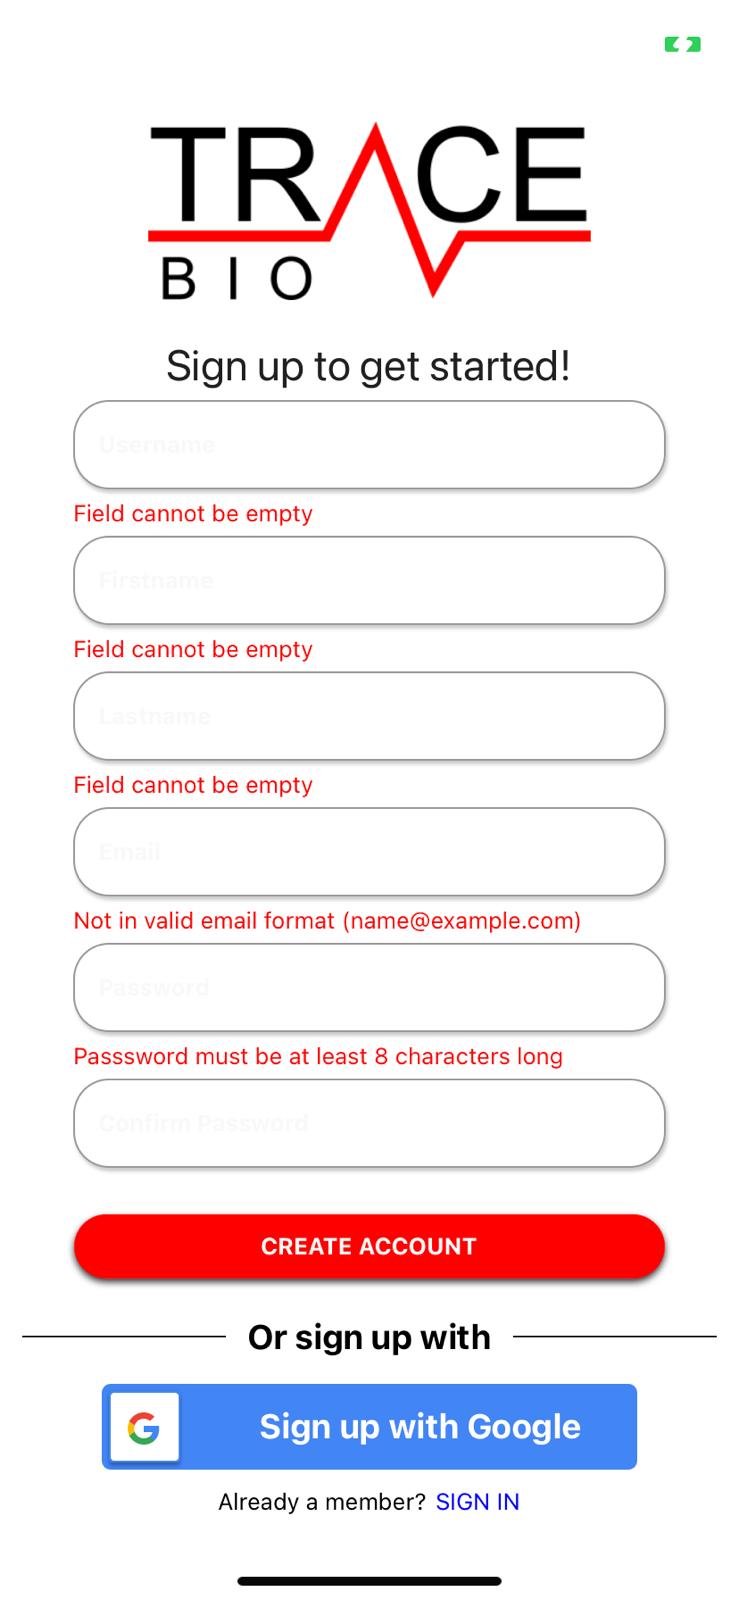 TRACE
BIO
Sign up to get started!
Username
Field cannot be empty
Firstname
Field cannot be empty
Lastname
Field cannot be empty
Email
Not in valid email format (name@example.com)
Password
Passsword must be at least 8 characters long
Confirm Password
CREATE ACCOUNT
Or sign up with
G Sign up with Google
Already a member? SIGN IN